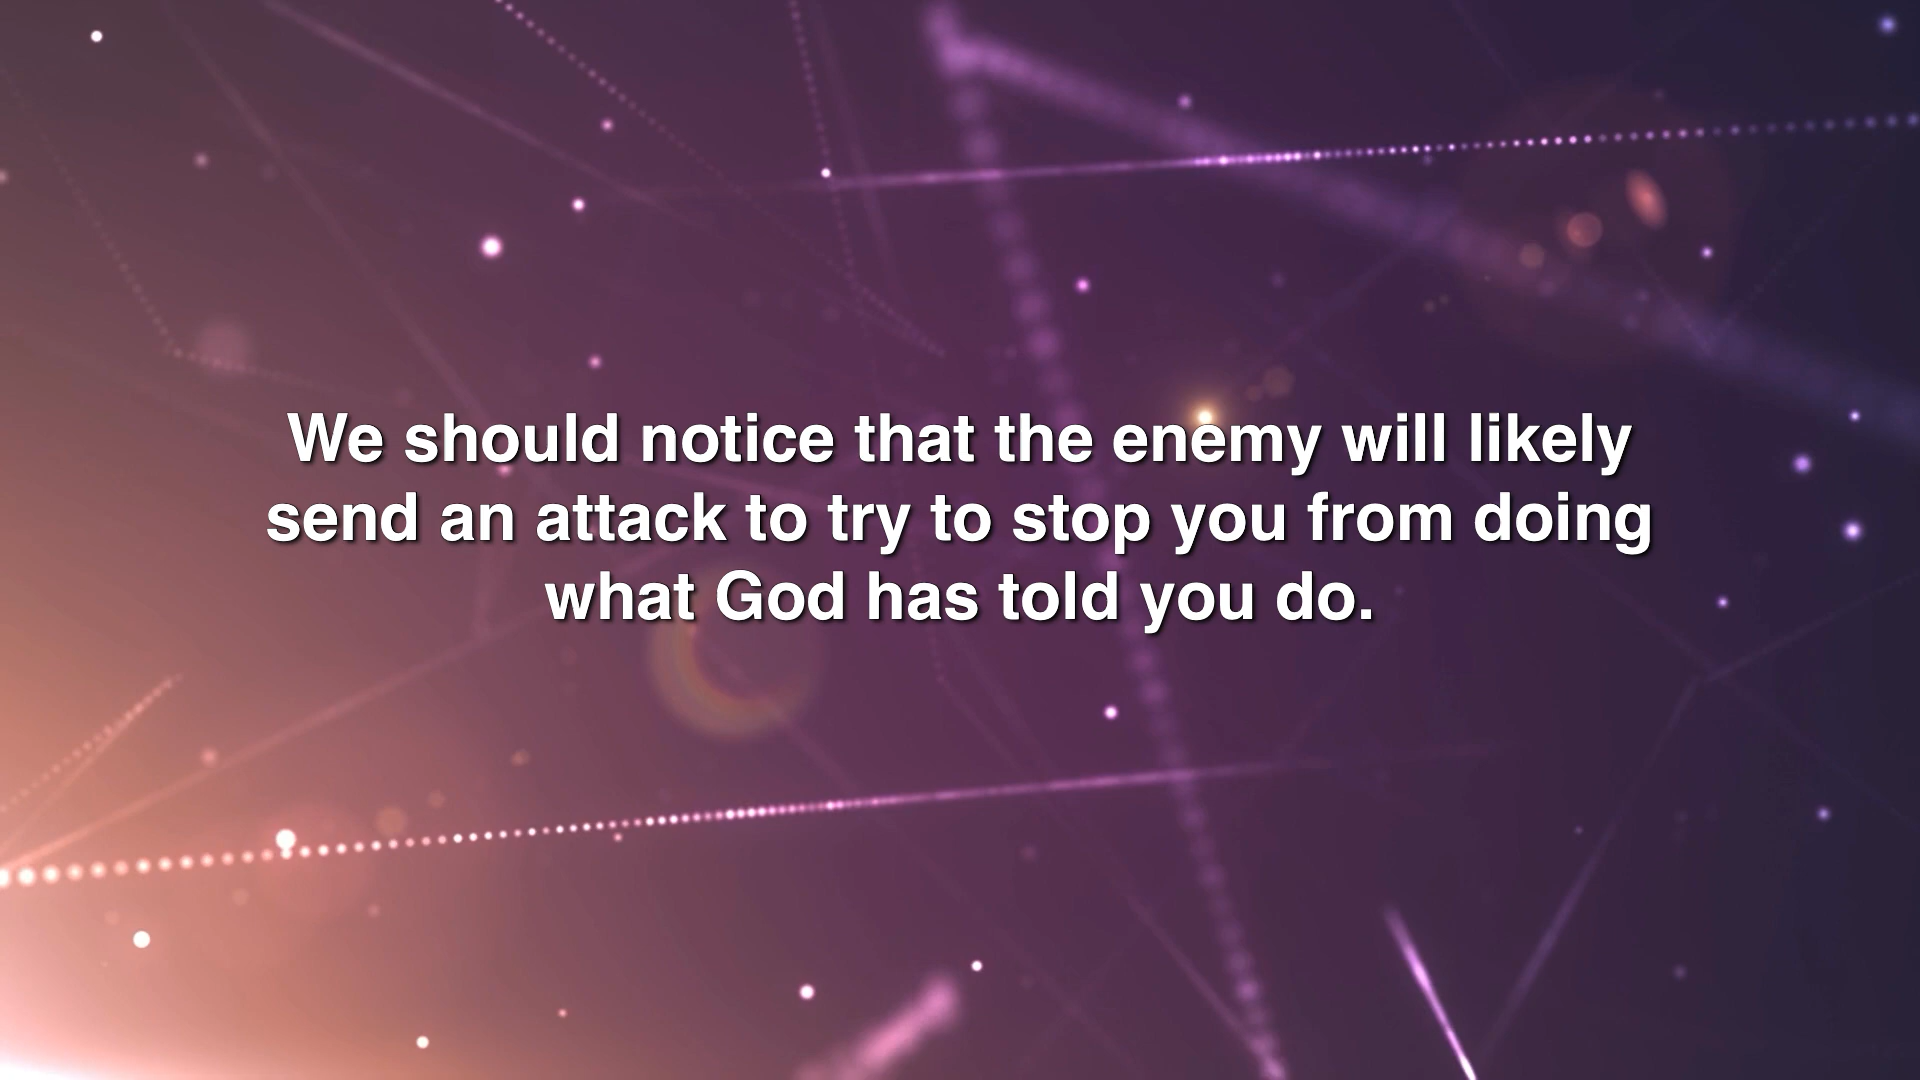 We should notice that the enemy will likely
send an attack to try to stop you from doing
what God has told you do.